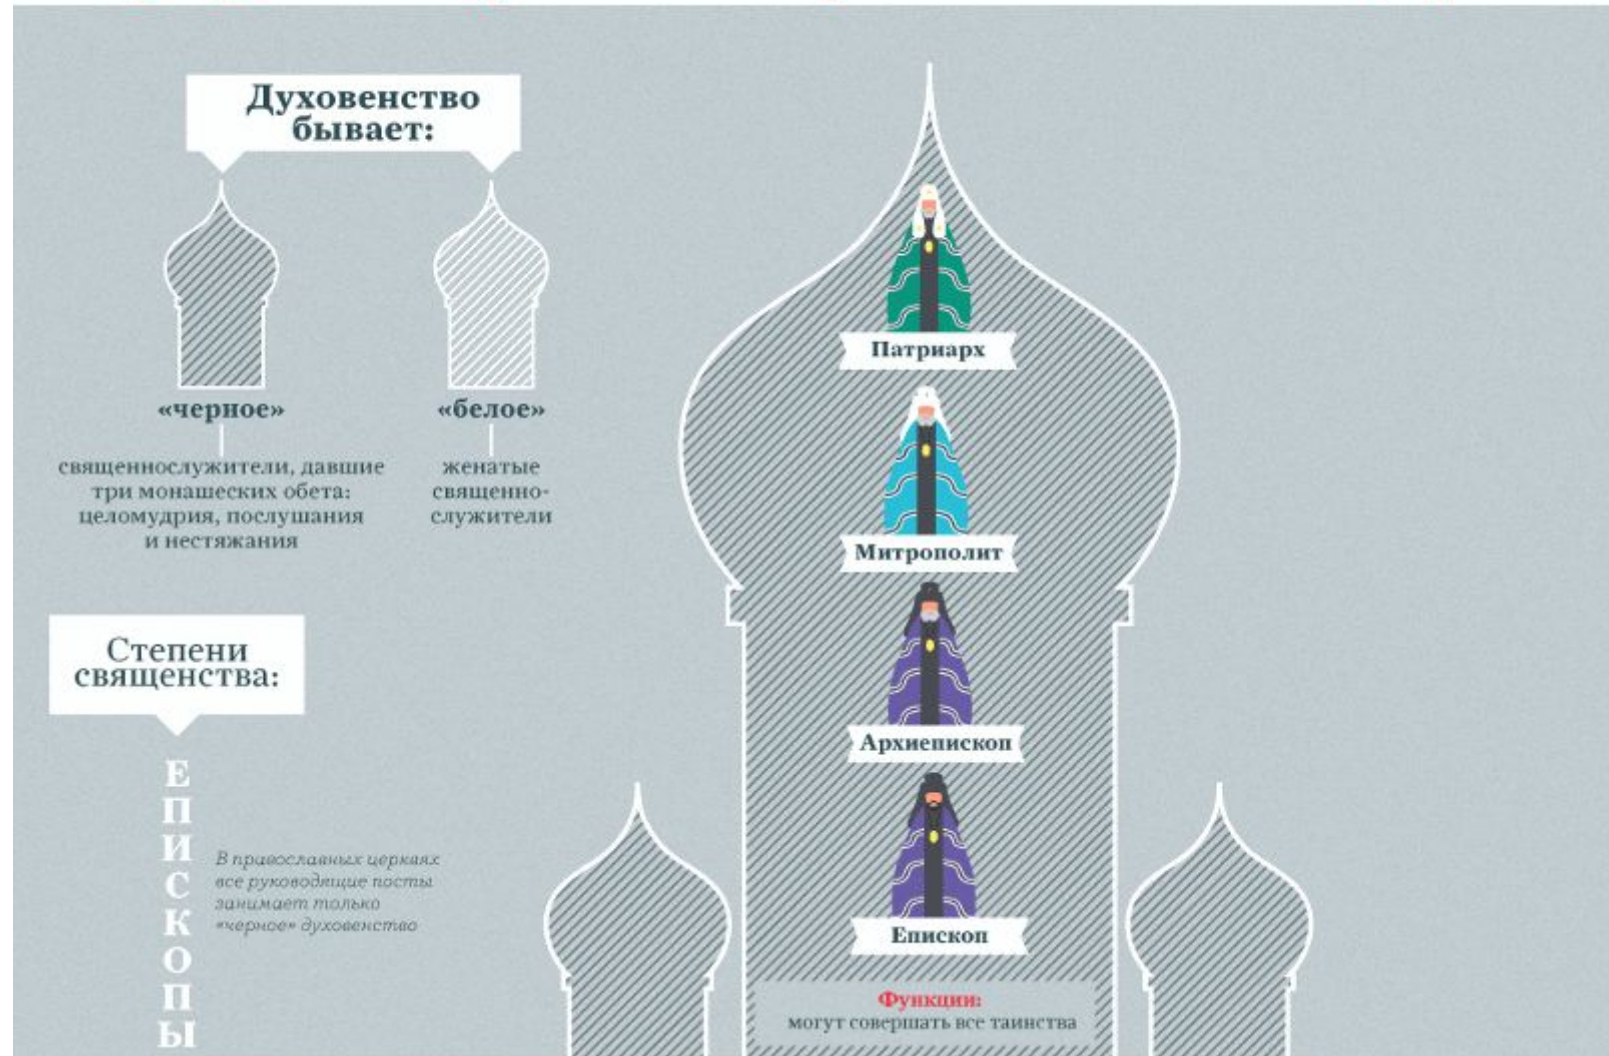 Духовенство
бывает:
«черное»
священнослужители, давшие
три монашеских обета:
целомудрия, послушания
и нестяжания
«белое»
женатые
священно-
служители
Патриарх
Митрополит
Архиепископ
Епископ
Функции:
могут совершать все таинства
Степени
священства:
ЕПИСКОПЫ
В православных церквях
все руководящие посты
занимает только
«черное» духовенство